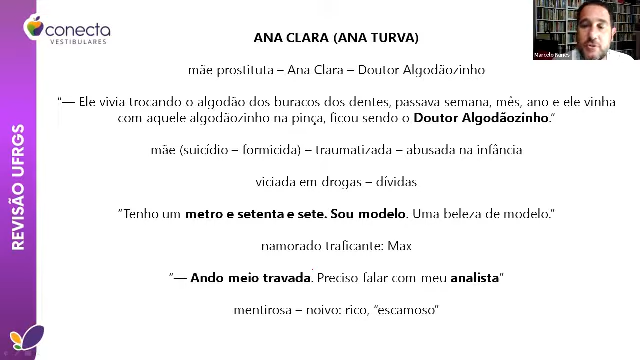 conecta
VESTIBULARES
REVISÃO UFRGS
ANA CLARA (ANA TURVA)
mãe prostituta – Ana Clara – Doutor Algodãozinho
"— Ele vivia trocando o algodão dos buracos dos dentes, passava semana, mês, ano e ele vinha
com aquele algodãozinho na pinça, ficou sendo o Doutor Algodãozinho."
mãe (suicídio – formicida) – traumatizada – abusada na infância
viciada em drogas – dívidas
"Tenho um metro e setenta e sete. Sou modelo. Uma beleza de modelo."
namorado traficante: Max
"— Ando meio travada. Preciso falar com meu analista"
mentirosa – noivo: rico, "escamoso"
Marcelo Nunes